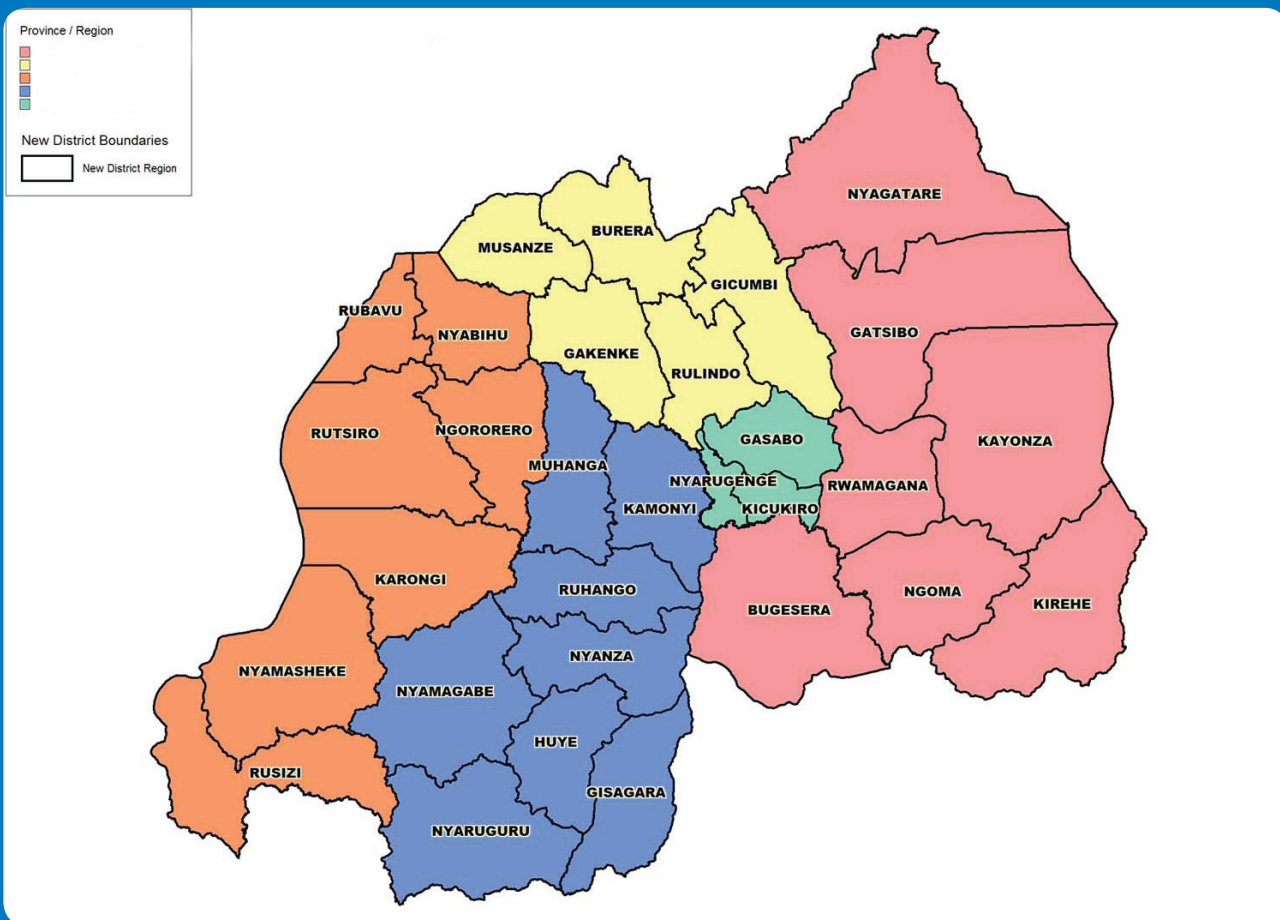 Province / Region
New District Boundaries
New District Region
NYAGATARE
BURERA
MUSANZE
GICUMBI
RUBAVU
NYABIHU
GATSIBO
GAKENKE
RULINDO
RUTSIRO
NGORORERO
GASABO
KAYONZA
MUHANGA
NYARUGENGE
RWAMAGANA
KAMONYI
KICUKIRO
KARONGI
RUHANGO
NGOMA
BUGESERA
KIREHE
NYANZA
NYAMASHEKE
NYAMAGABE
HUYE
RUSIZI
GISAGARA
NYARUGURU